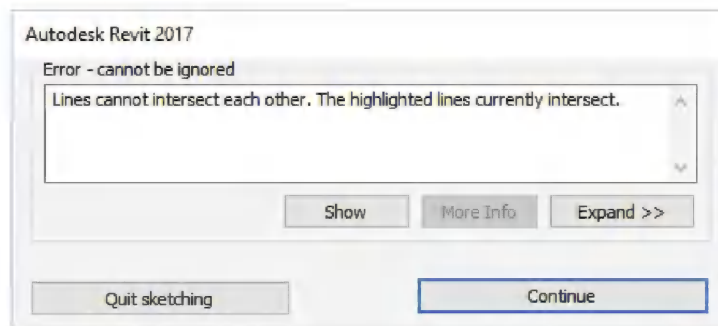 Autodesk Revit 2017
Error - cannot be ignored
Lines cannot intersect each other. The highlighted lines currently intersect.
Show
More Info
Expand >>
Quit sketching
Continue